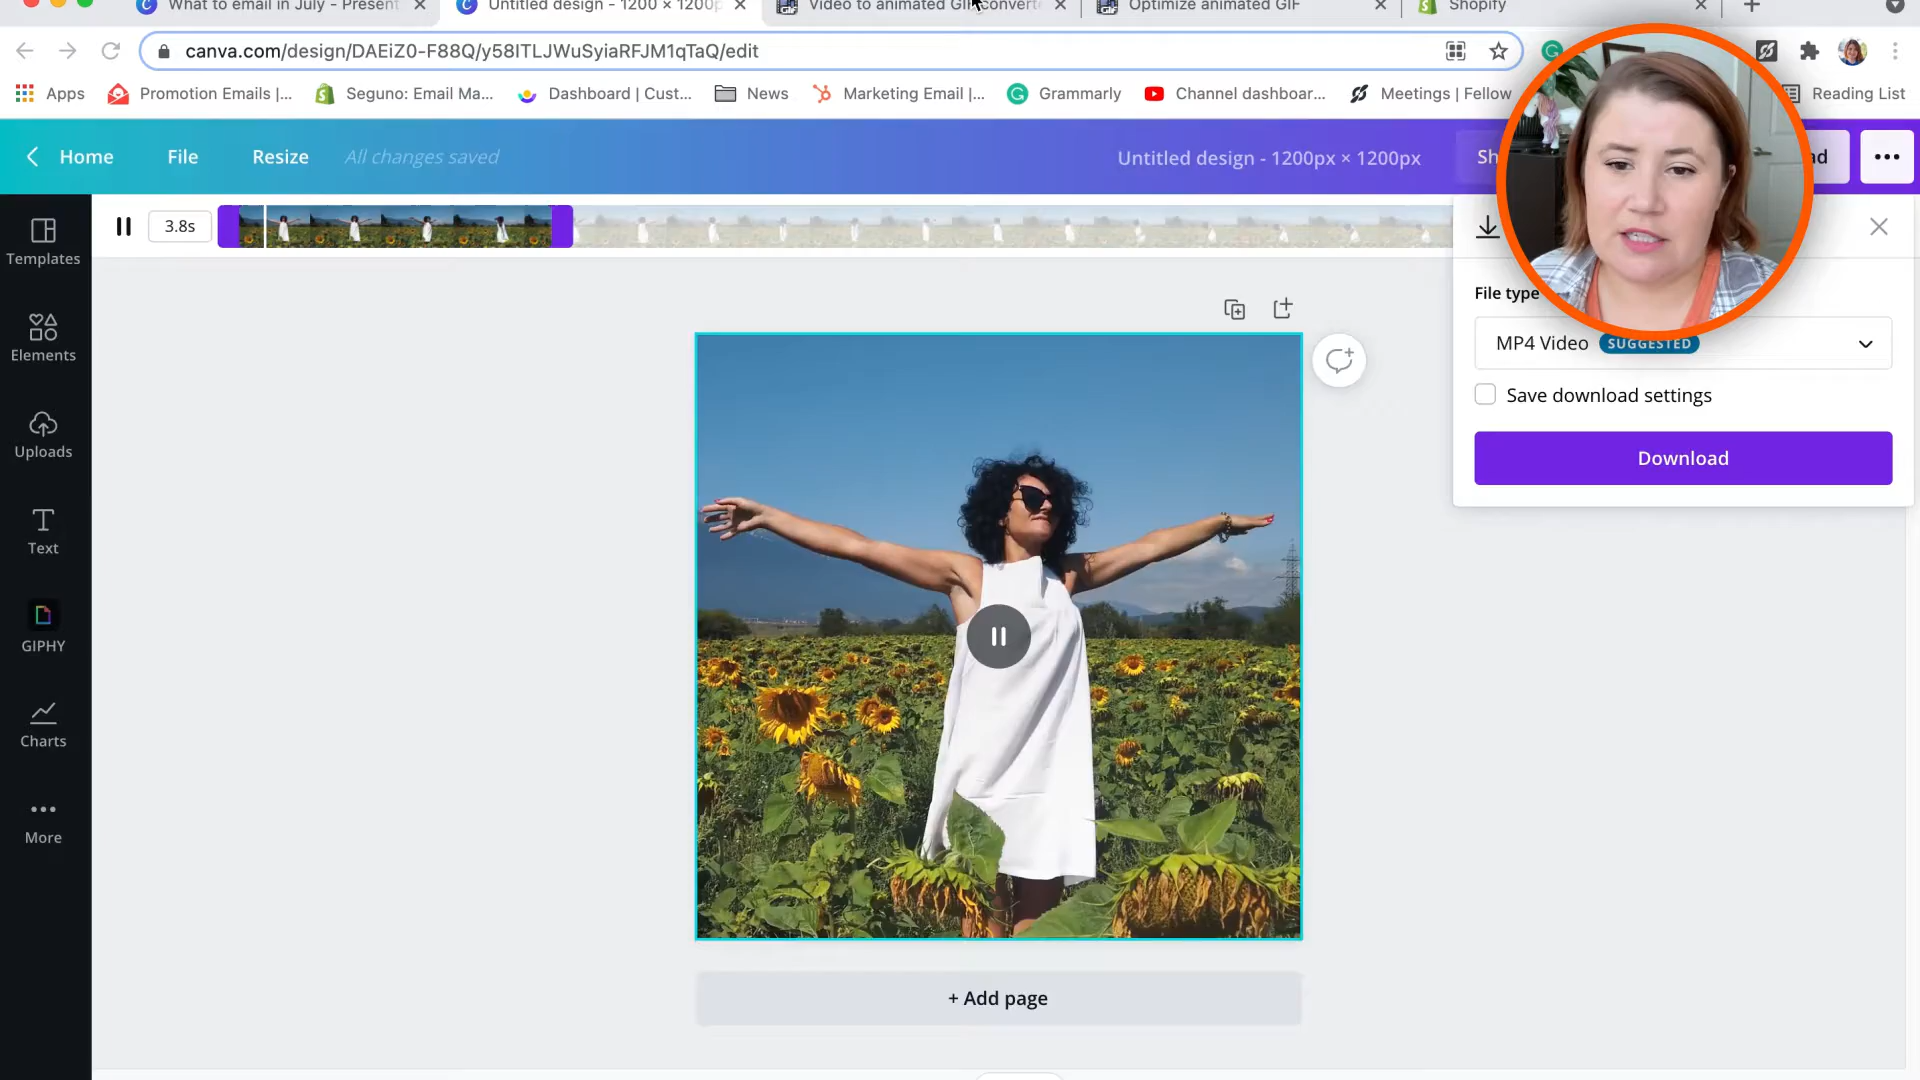 What to email in July - Present
Untitled design - 1200 × 1200p
Video to animated GIF converte
Optimize animated GIF
Shopify
canva.com/design/DAEiZ0-F88Q/y58ITLJWuSyiaRFJM1qTaQ/edit
Apps
Promotion Emails |...
Seguno: Email Ma...
Dashboard | Cust...
News
Marketing Email |...
Grammarly
Channel dashboar...
Meetings | Fellow
Reading List
Home
File
Resize
All changes saved
Untitled design - 1200px × 1200px
Sh
ad
3.8s
Templates
Elements
Uploads
Text
GIPHY
Charts
More
File type
MP4 Video SUGGESTED
Save download settings
Download
+ Add page